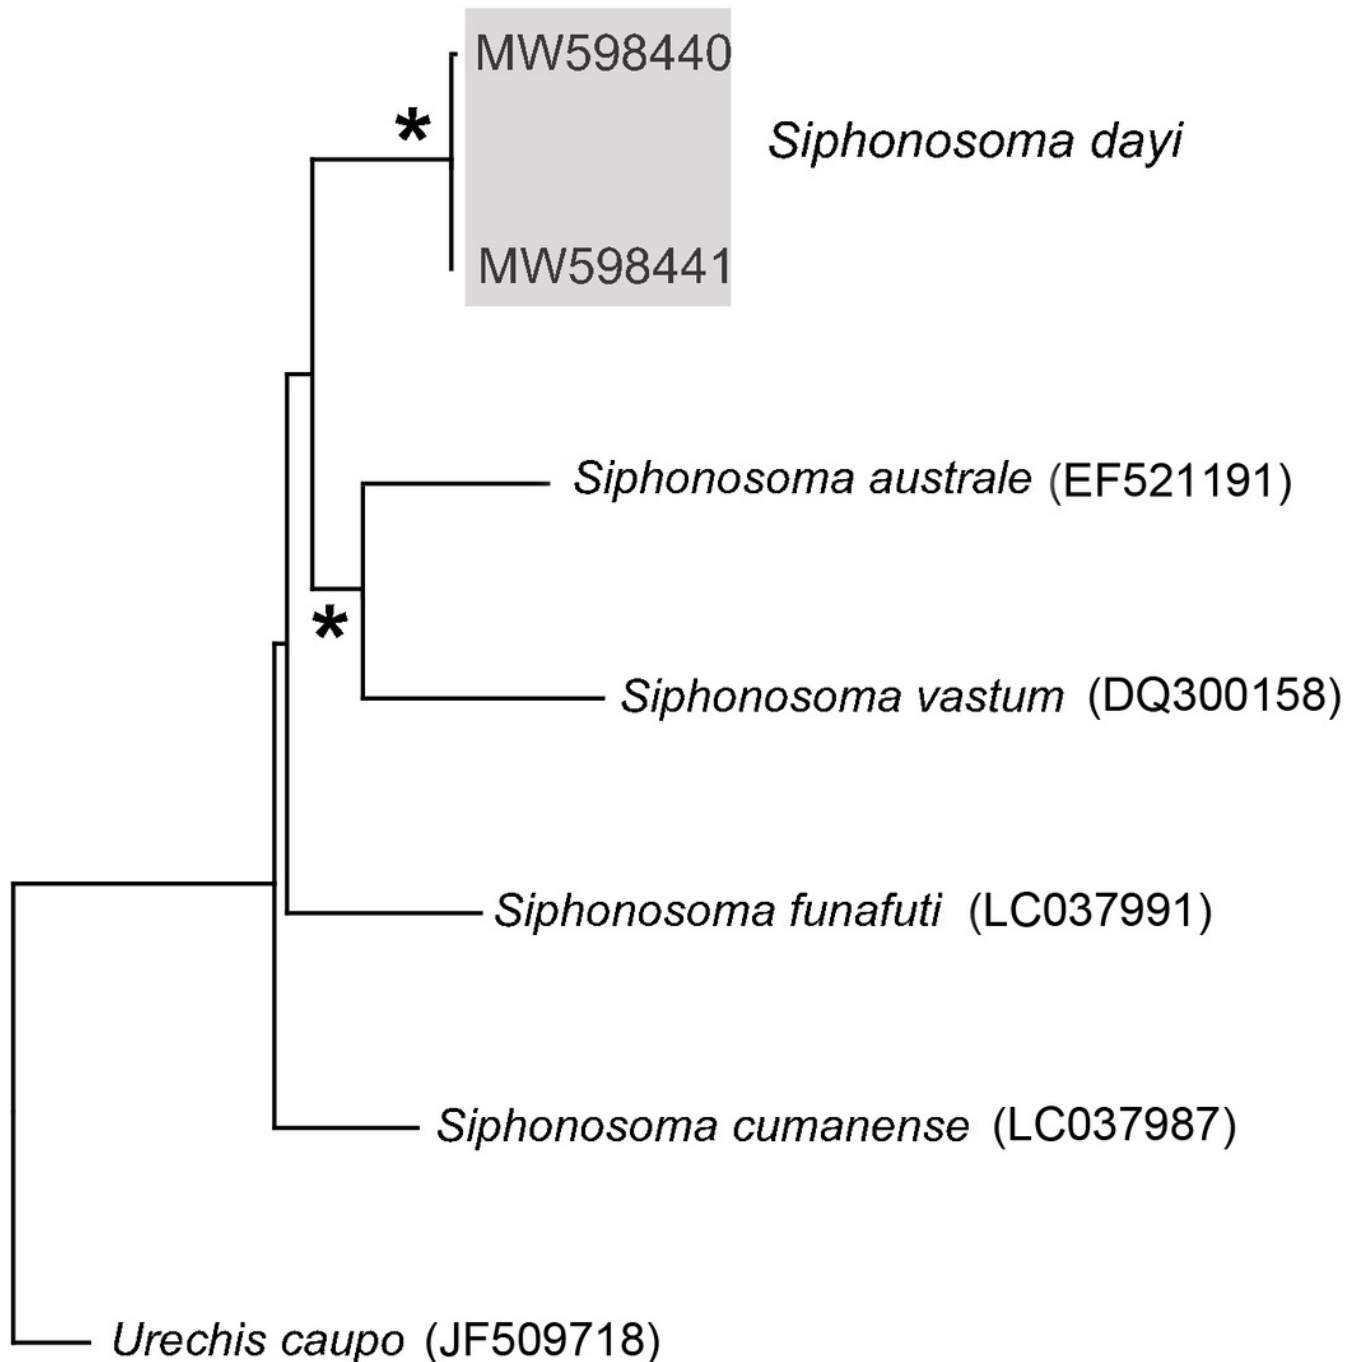 MW598440
*
Siphonosoma dayi
MW598441
Siphonosoma australe (EF521191)
*
Siphonosoma vastum (DQ300158)
Siphonosoma funafuti (LC037991)
Siphonosoma cumanense (LC037987)
Urechis caupo (JF509718)